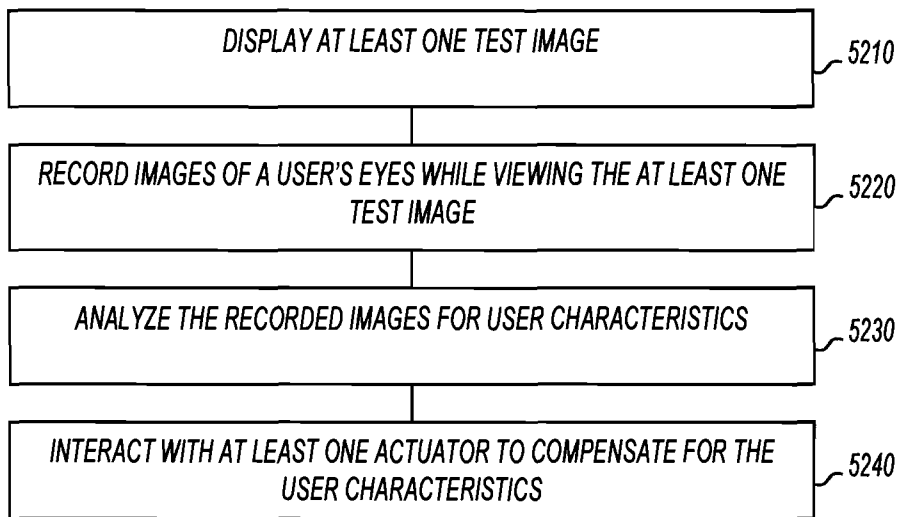 DISPLAY AT LEAST ONE TEST IMAGE
5210
RECORD IMAGES OF A USER'S EYES WHILE VIEWING THE AT LEAST ONE
TEST IMAGE
5220
ANALYZE THE RECORDED IMAGES FOR USER CHARACTERISTICS
5230
INTERACT WITH AT LEAST ONE ACTUATOR TO COMPENSATE FOR THE
USER CHARACTERISTICS
5240